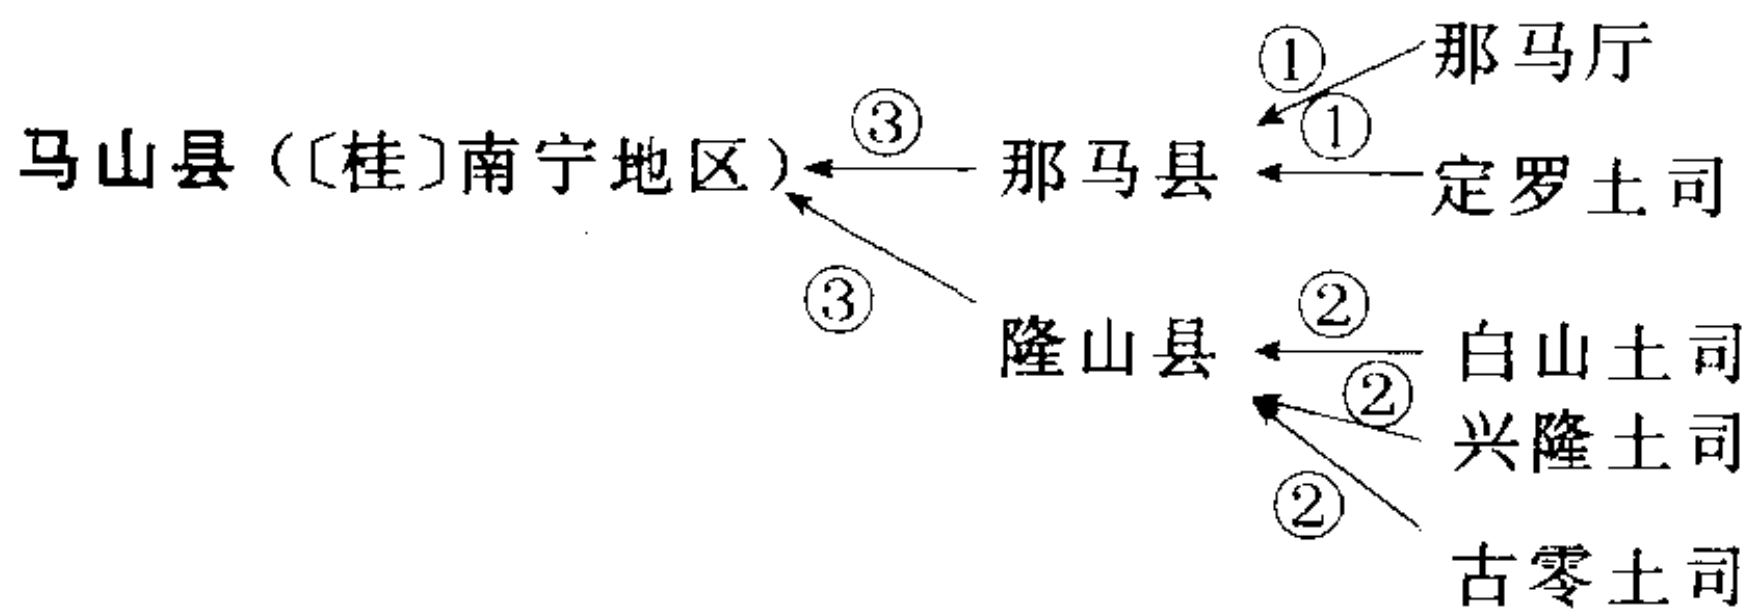 ① 那马厅
③ ①
马山县(〔桂〕南宁地区) 那马县 定罗土司
③ ②
隆山县 白山土司
②
兴隆土司
②
古零土司